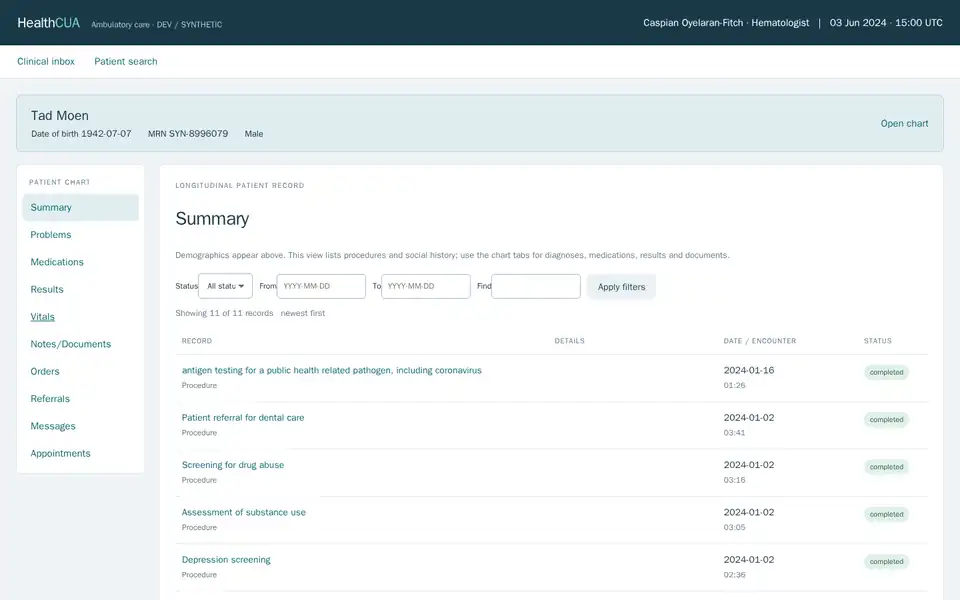 HealthCUA Ambulatory care · DEV / SYNTHETIC Caspian Oyelaran-Fitch · Hematologist | 03 Jun 2024 · 15:00 UTC
Clinical inbox Patient search
Tad Moen
Date of birth 1942-07-07 MRN SYN-8996079 Male
Open chart
PATIENT CHART
Summary
Problems
Medications
Results
Vitals
Notes/Documents
Orders
Referrals
Messages
Appointments
LONGITUDINAL PATIENT RECORD
Summary
Demographics appear above. This view lists procedures and social history; use the chart tabs for diagnoses, medications, results and documents.
Status All statu From YYYY-MM-DD To YYYY-MM-DD Find Apply filters
Showing 11 of 11 records newest first
RECORD DETAILS DATE / ENCOUNTER STATUS
antigen testing for a public health related pathogen, including coronavirus 2024-01-16 completed
Procedure 01:26
Patient referral for dental care 2024-01-02 completed
Procedure 03:41
Screening for drug abuse 2024-01-02 completed
Procedure 03:16
Assessment of substance use 2024-01-02 completed
Procedure 03:05
Depression screening 2024-01-02 completed
Procedure 02:36